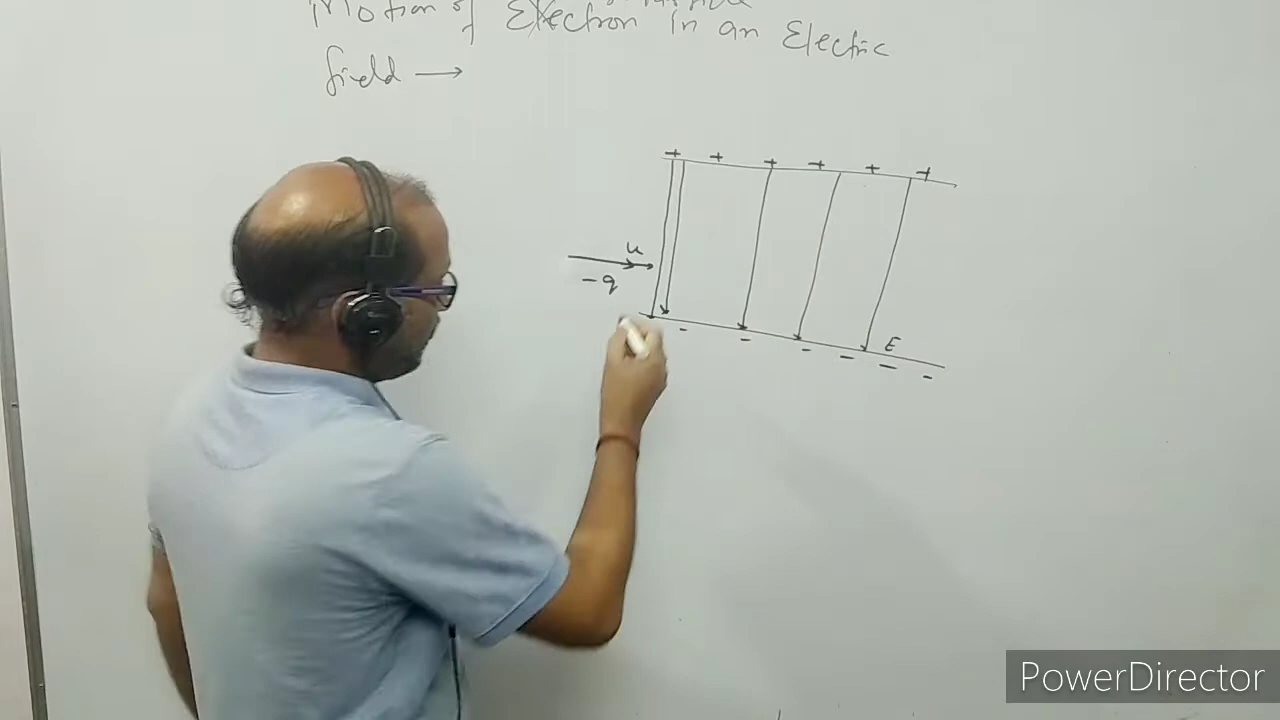 Motion of Electron in an Electric
field →
+ + + + + +
u
-q
E
- - - - - -
PowerDirector